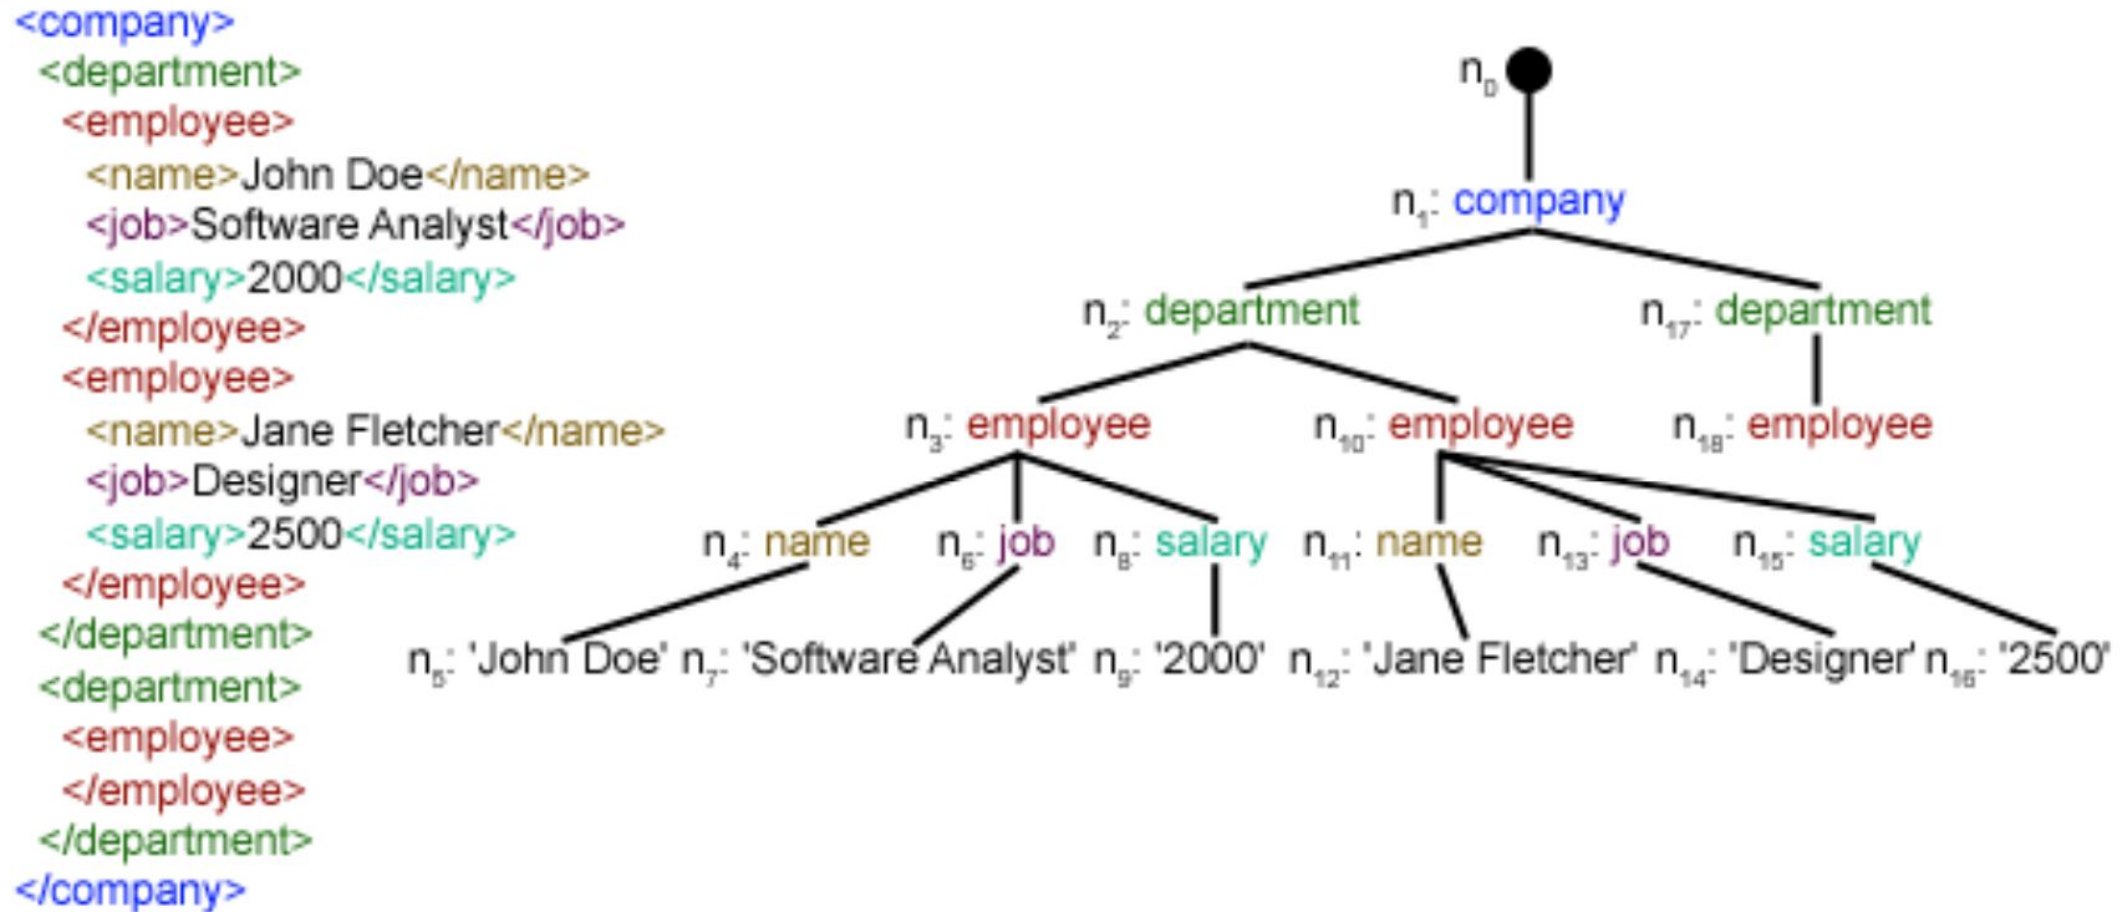 <company>
<department>
<employee>
<name>John Doe</name>
<job>Software Analyst</job>
<salary>2000</salary>
</employee>
<employee>
<name>Jane Fletcher</name>
<job>Designer</job>
<salary>2500</salary>
</employee>
</department>
<department>
<employee>
</employee>
</department>
</company>
n0
n1: company
n2: department n17: department
n3: employee n10: employee n18: employee
n4: name n6: job n8: salary n11: name n13: job n15: salary
n5: 'John Doe' n7: 'Software Analyst' n9: '2000' n12: 'Jane Fletcher' n14: 'Designer' n16: '2500'